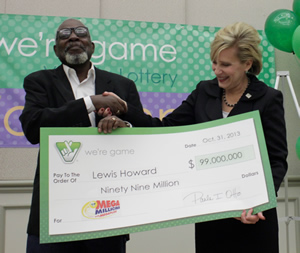 we're game
Lottery
we're game
Date Oct. 31, 2013
Pay To The
Order Of
Lewis Howard
$ 99,000,000
Ninety Nine Million
Dollars
For
MEGA
MILLIONS